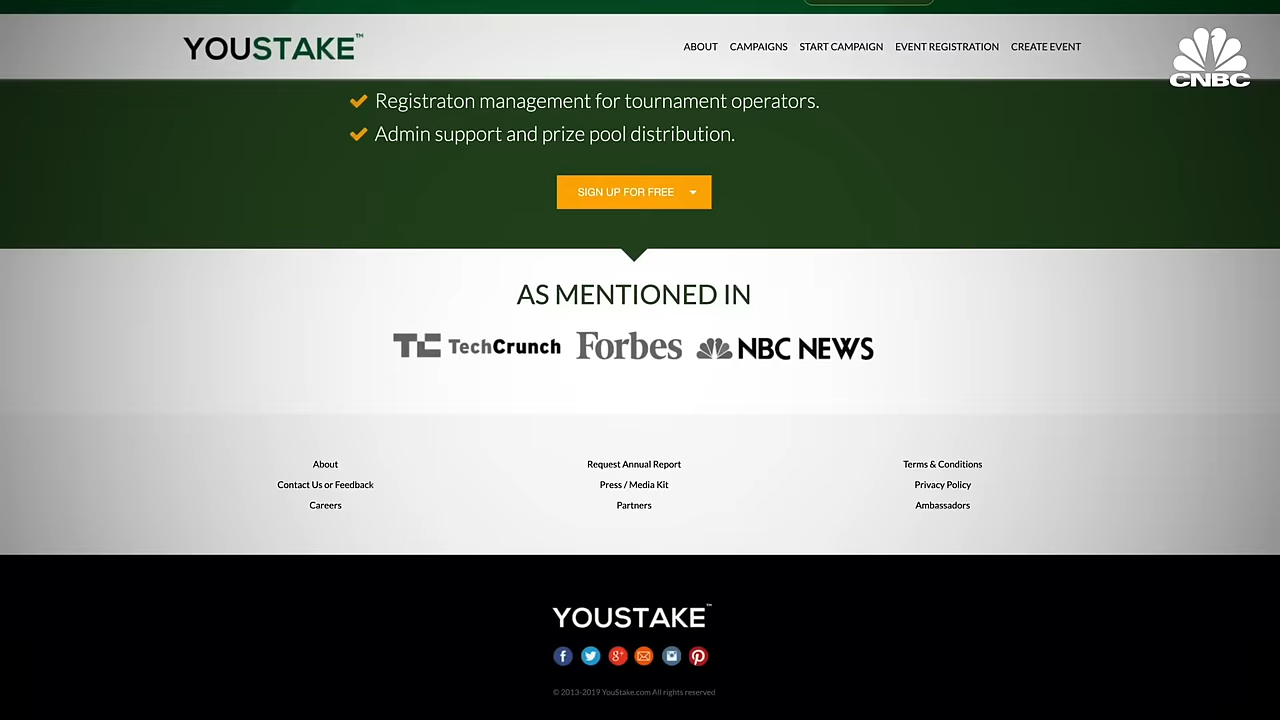 YOUSTAKE™
ABOUT CAMPAIGNS START CAMPAIGN EVENT REGISTRATION CREATE EVENT
CNBC
Registraton management for tournament operators.
Admin support and prize pool distribution.
SIGN UP FOR FREE
AS MENTIONED IN
TC TechCrunch Forbes NBC NEWS
About Request Annual Report Terms & Conditions
Contact Us or Feedback Press / Media Kit Privacy Policy
Careers Partners Ambassadors
YOUSTAKE™
f g+ p
© 2013-2019 YouStake.com All rights reserved